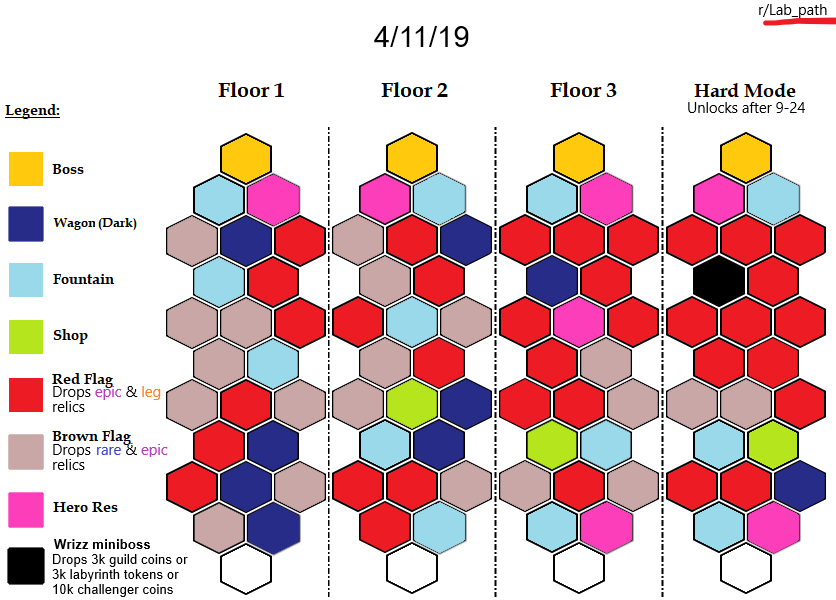 r/Lab_path
4/11/19
Floor 1
Floor 2
Floor 3
Hard Mode
Unlocks after 9-24
Legend:
Boss
Wagon (Dark)
Fountain
Shop
Red Flag
Drops epic & leg
relics
Brown Flag
Drops rare & epic
relics
Hero Res
Wrizz miniboss
Drops 3k guild coins or
3k labyrinth tokens or
10k challenger coins